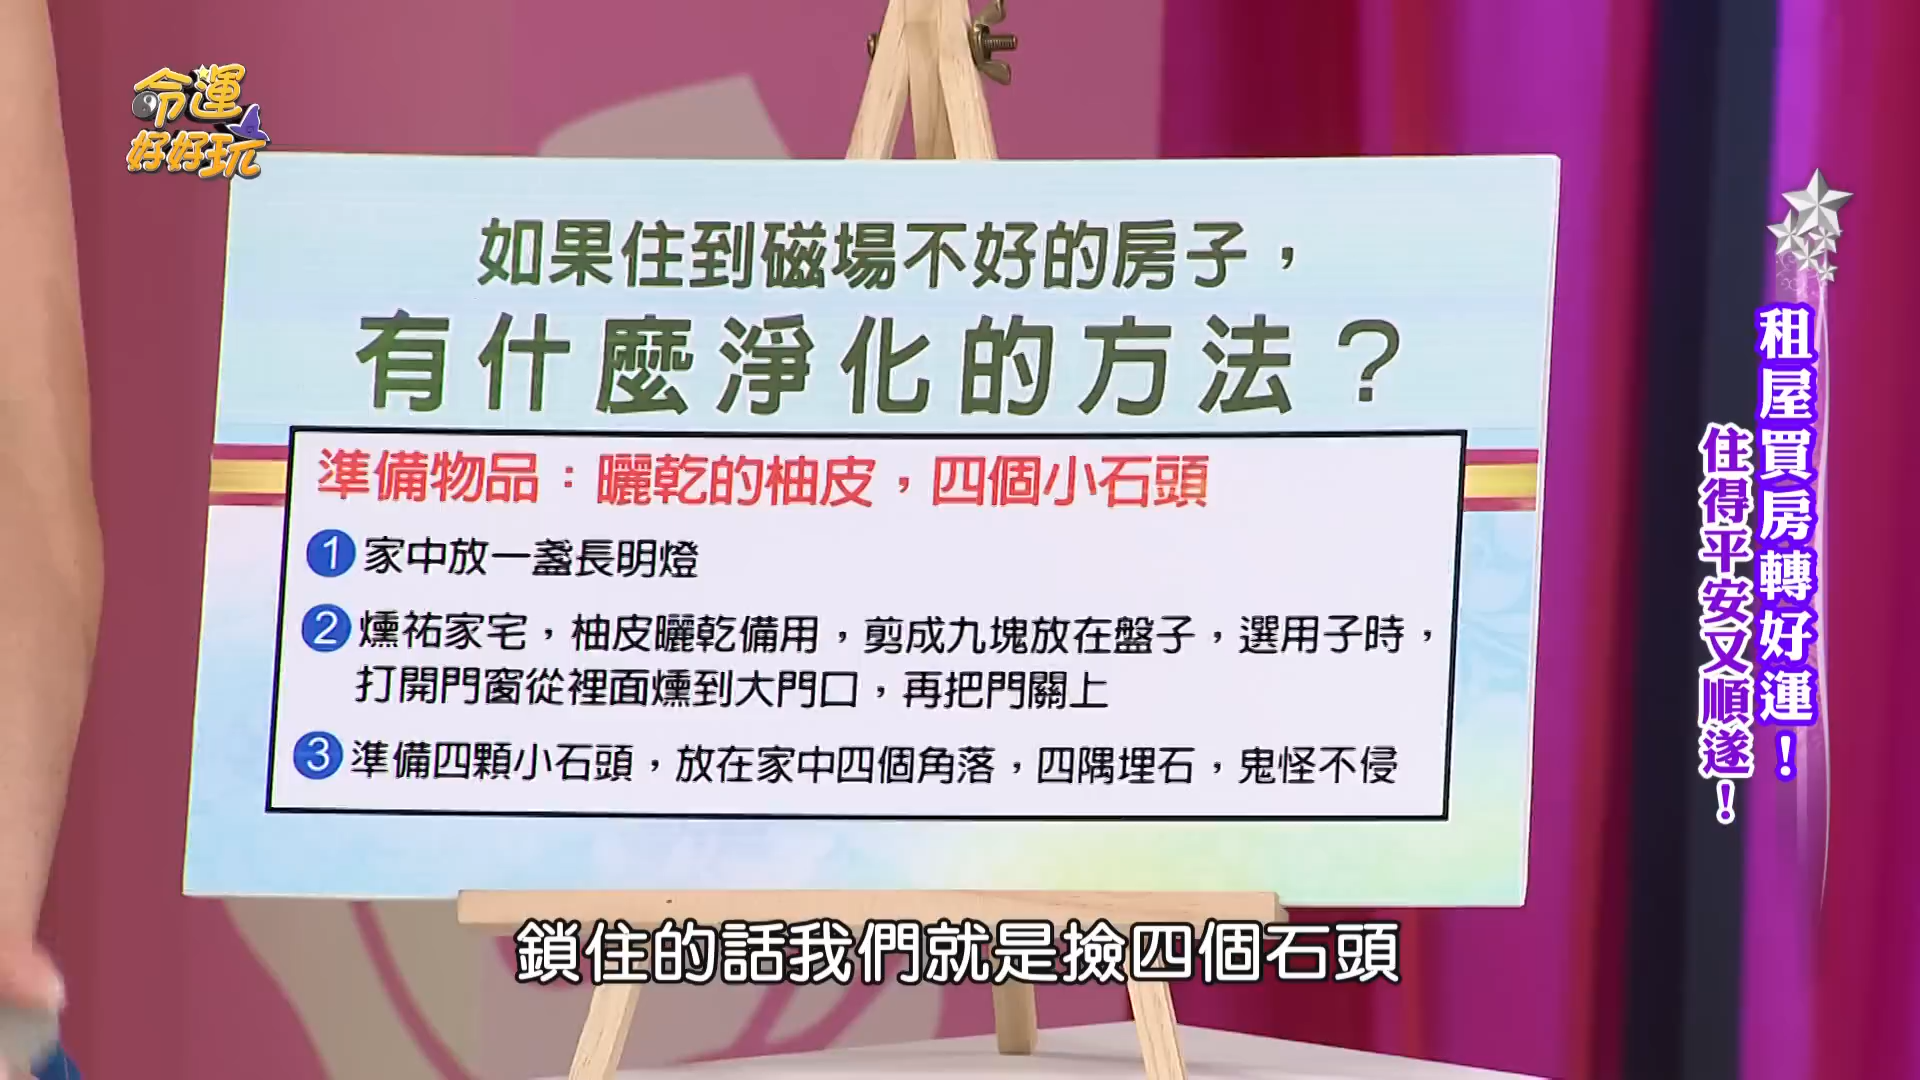 命運
好好玩
如果住到磁場不好的房子，
有什麼淨化的方法？
準備物品：曬乾的柚皮，四個小石頭
1 家中放一盞長明燈
2 燻祐家宅，柚皮曬乾備用，剪成九塊放在盤子，選用子時，
打開門窗從裡面燻到大門口，再把門關上
3 準備四顆小石頭，放在家中四個角落，四隅埋石，鬼怪不侵
租屋買房轉好運！
住得平安又順遂！
鎖住的話我們就是撿四個石頭